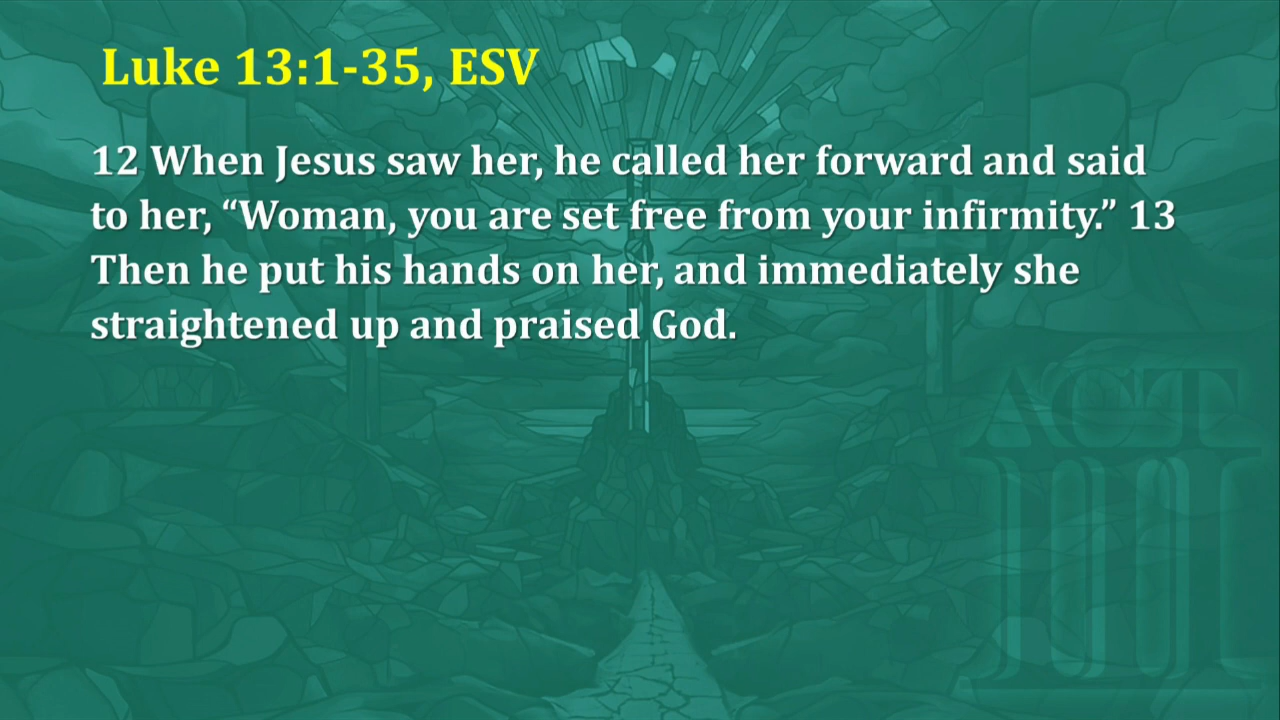 Luke 13:1-35, ESV
12 When Jesus saw her, he called her forward and said
to her, “Woman, you are set free from your infirmity.” 13
Then he put his hands on her, and immediately she
straightened up and praised God.
ACT
III